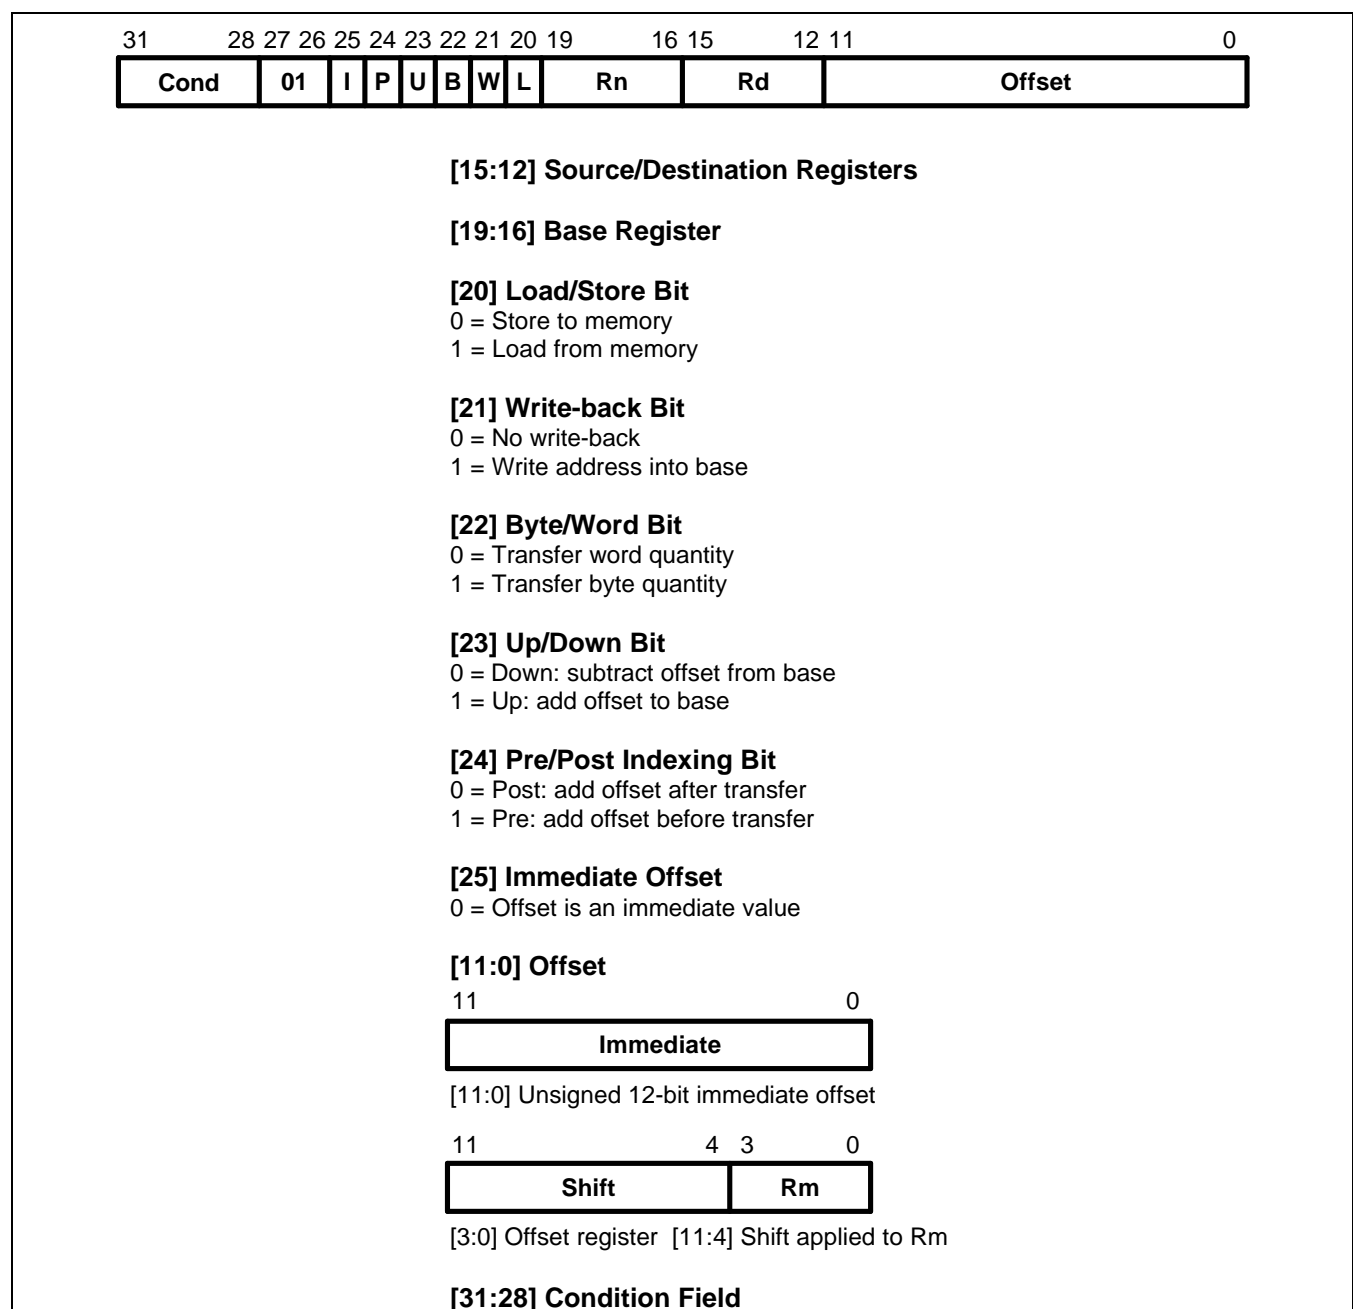 31 28 27 26 25 24 23 22 21 20 19 16 15 12 11 0
Cond 01 I P U B W L Rn Rd Offset
[15:12] Source/Destination Registers
[19:16] Base Register
[20] Load/Store Bit
0 = Store to memory
1 = Load from memory
[21] Write-back Bit
0 = No write-back
1 = Write address into base
[22] Byte/Word Bit
0 = Transfer word quantity
1 = Transfer byte quantity
[23] Up/Down Bit
0 = Down: subtract offset from base
1 = Up: add offset to base
[24] Pre/Post Indexing Bit
0 = Post: add offset after transfer
1 = Pre: add offset before transfer
[25] Immediate Offset
0 = Offset is an immediate value
[11:0] Offset
11 0
Immediate
[11:0] Unsigned 12-bit immediate offset
11 4 3 0
Shift Rm
[3:0] Offset register [11:4] Shift applied to Rm
[31:28] Condition Field